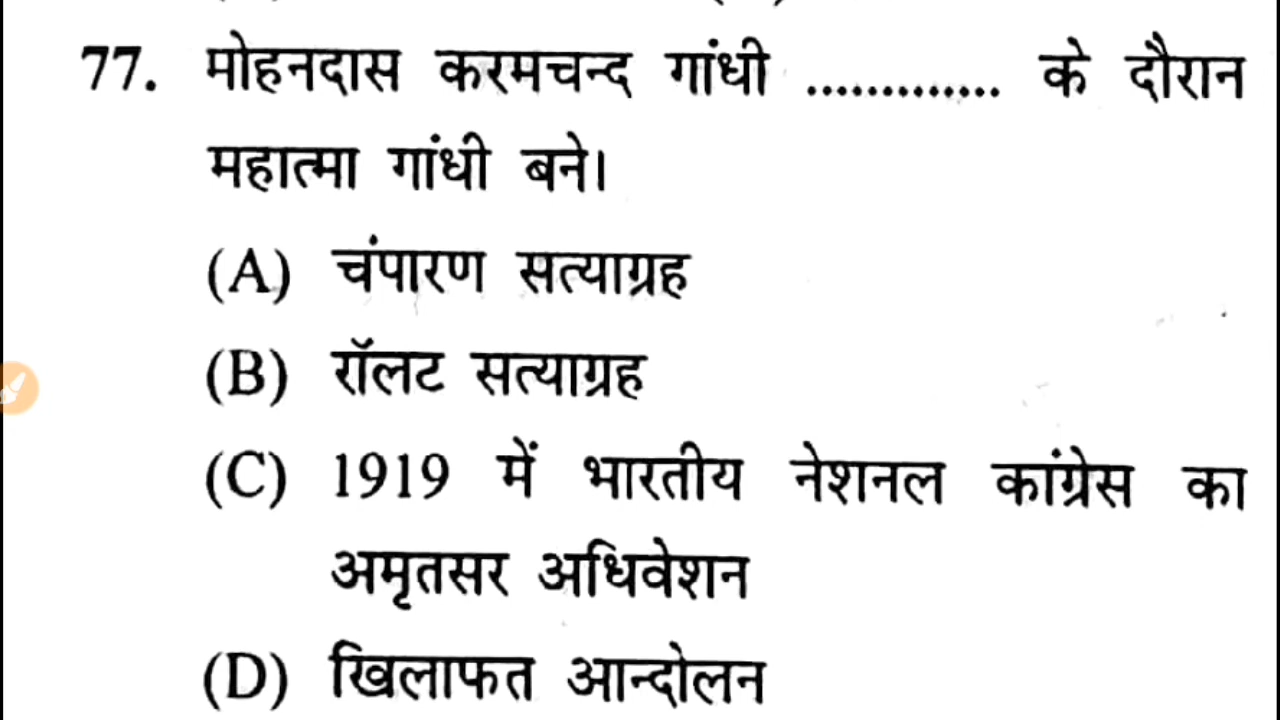 77. मोहनदास करमचन्द गांधी ............. के दौरान
महात्मा गांधी बने।
(A) चंपारण सत्याग्रह
(B) रॉलट सत्याग्रह
(C) 1919 में भारतीय नेशनल कांग्रेस का
अमृतसर अधिवेशन
(D) खिलाफत आन्दोलन